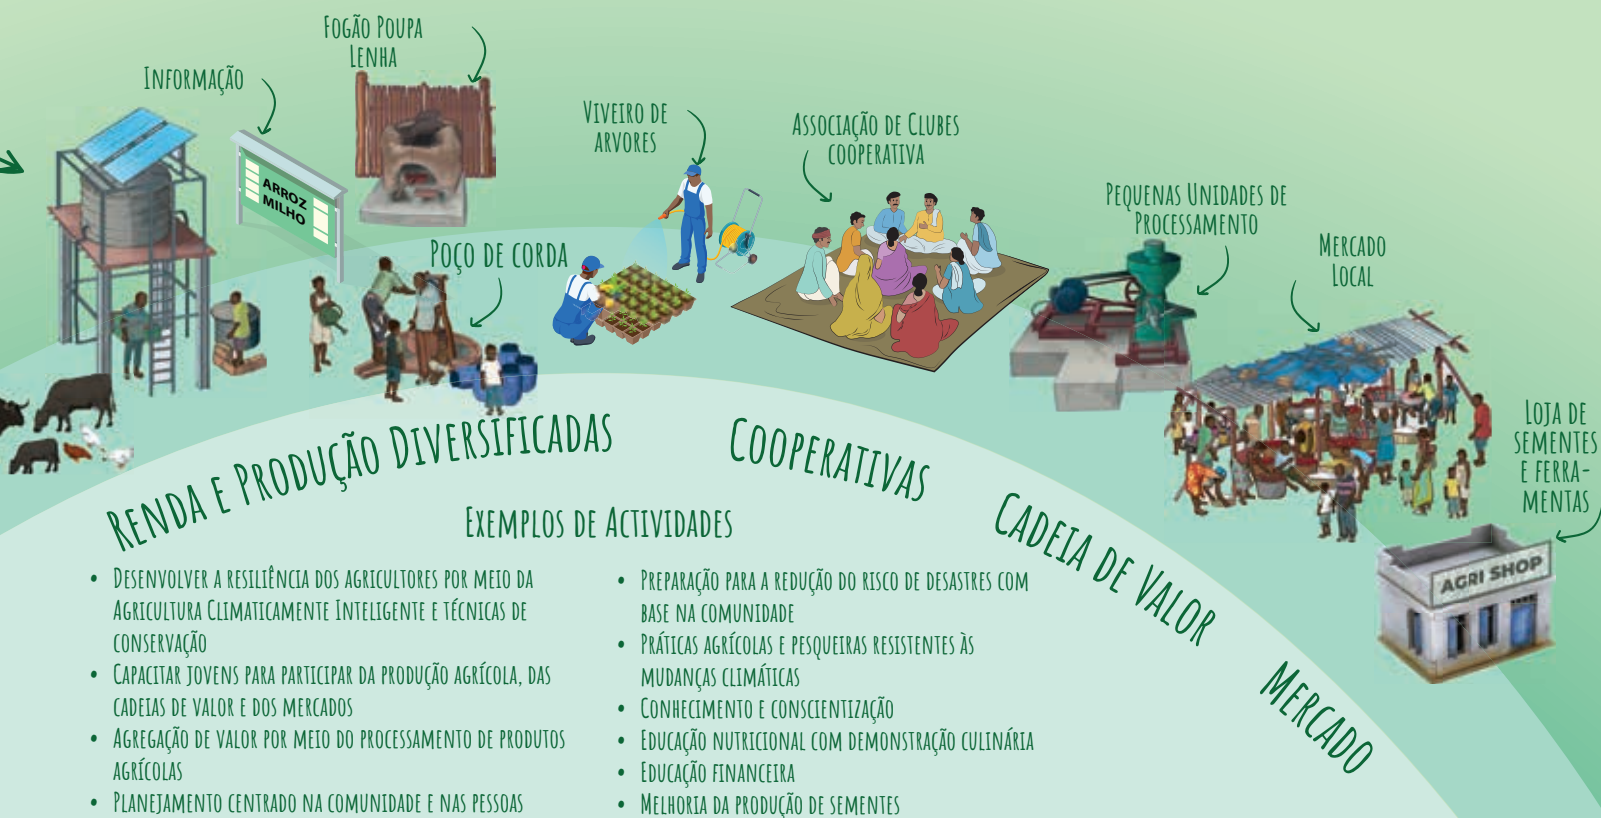 Fogão Poupa
Lenha
Informação
ARROZ
MILHO
Viveiro de
arvores
Associação de Clubes
cooperativa
Pequenas Unidades de
Processamento
Mercado
Local
Poço de corda
Loja de
sementes
e ferra-
mentas
AGRI SHOP
Renda e Produção Diversificadas
Cooperativas
Cadeia de Valor
Mercado
Exemplos de Actividades
• Desenvolver a resiliência dos agricultores por meio da
Agricultura Climaticamente Inteligente e técnicas de
conservação
• Capacitar jovens para participar da produção agrícola, das
cadeias de valor e dos mercados
• Agregação de valor por meio do processamento de produtos
agrícolas
• Planejamento centrado na comunidade e nas pessoas
• Preparação para a redução do risco de desastres com
base na comunidade
• Práticas agrícolas e pesqueiras resistentes às
mudanças climáticas
• Conhecimento e conscientização
• Educação nutricional com demonstração culinária
• Educação financeira
• Melhoria da produção de sementes